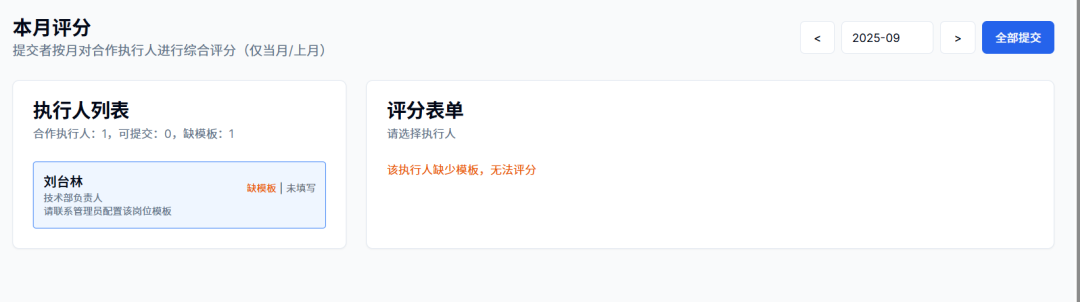 本月评分
提交者按月对合作执行人进行综合评分（仅当月/上月）
<
2025-09
>
全部提交
执行人列表
合作执行人：1，可提交：0，缺模板：1
刘台林
技术部负责人
请联系管理员配置该岗位模板
缺模板 | 未填写
评分表单
请选择执行人
该执行人缺少模板，无法评分